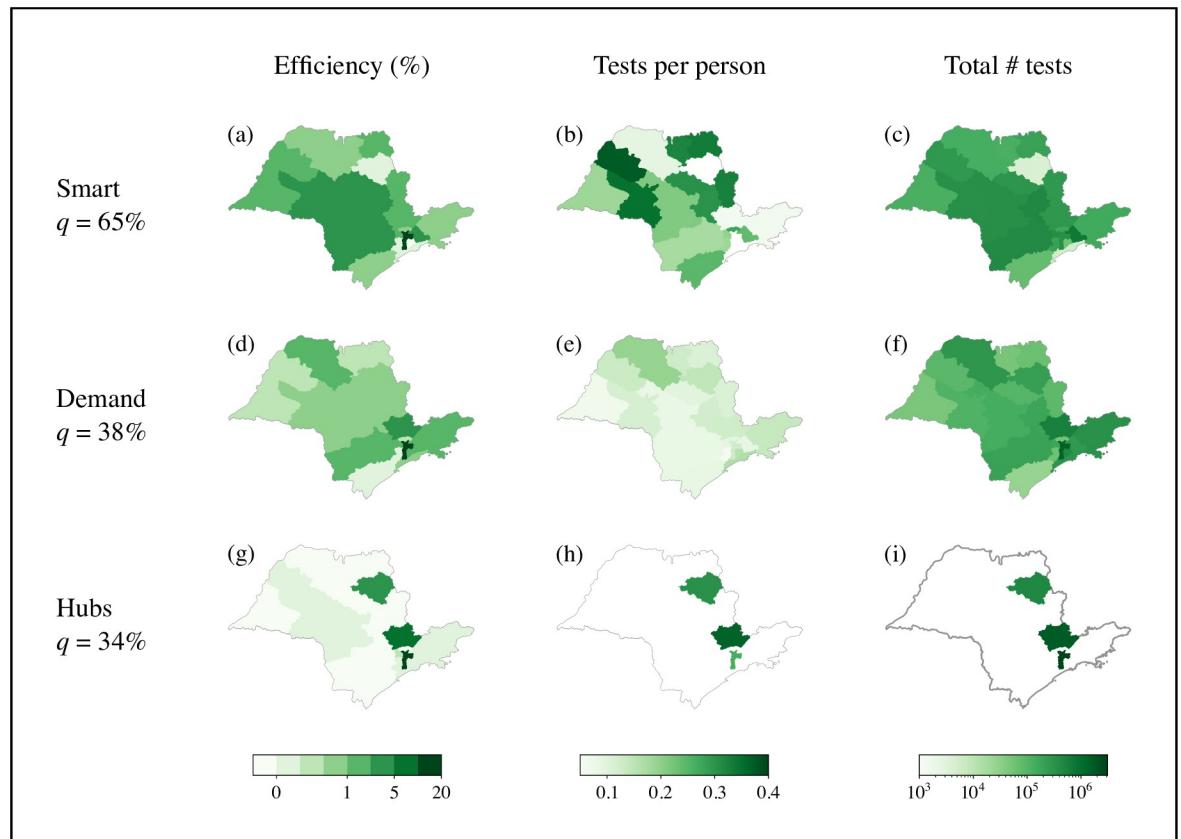 Efficiency (%) Tests per person Total # tests
(a) (b) (c)
Smart
q = 65%
(d) (e) (f)
Demand
q = 38%
(g) (h) (i)
Hubs
q = 34%
0 1 5 20 0.1 0.2 0.3 0.4 10³ 10⁴ 10⁵ 10⁶